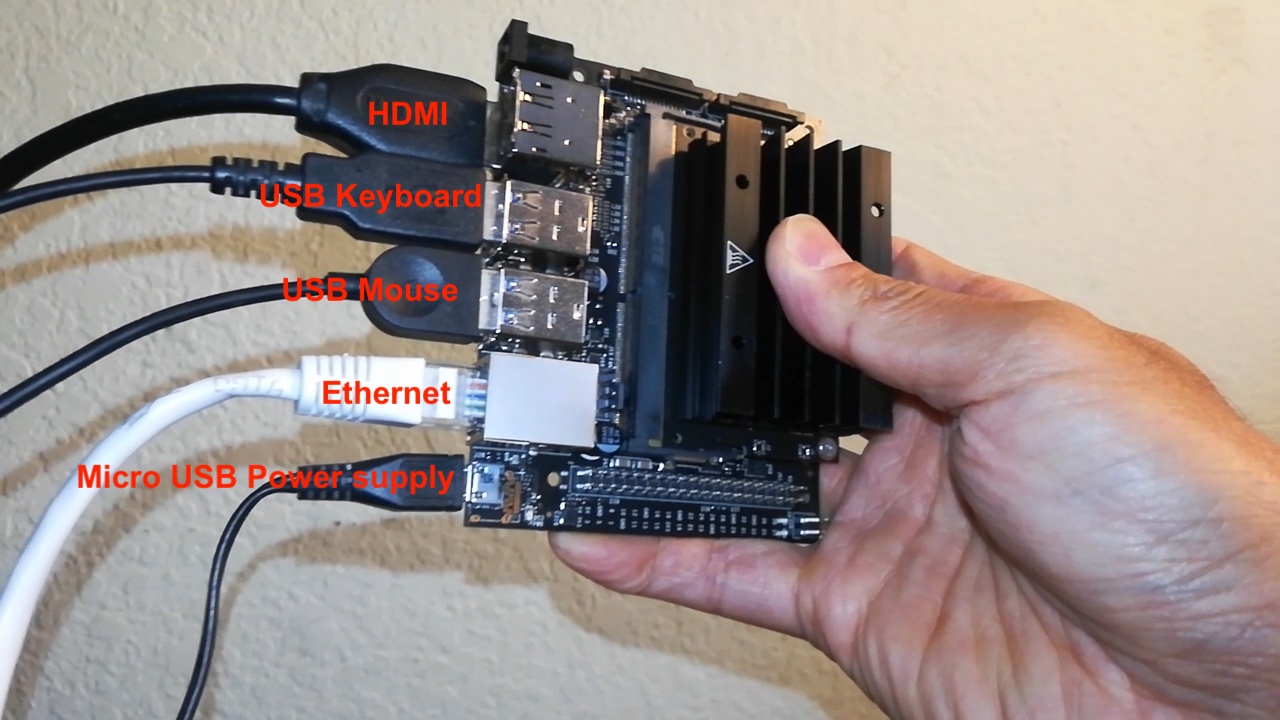 HDMI
USB Keyboard
USB Mouse
Ethernet
Micro USB Power supply